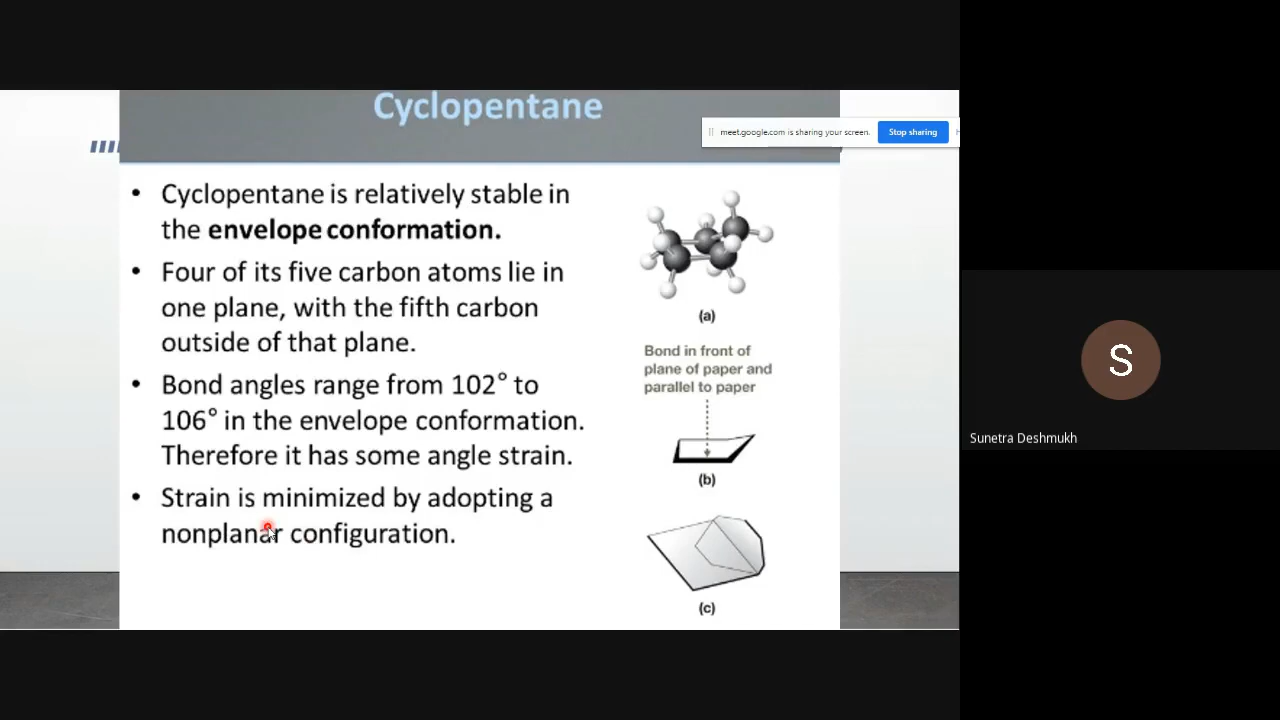 Cyclopentane
meet.google.com is sharing your screen.
Stop sharing
• Cyclopentane is relatively stable in
the envelope conformation.
• Four of its five carbon atoms lie in
one plane, with the fifth carbon
outside of that plane.
• Bond angles range from 102° to
106° in the envelope conformation.
Therefore it has some angle strain.
• Strain is minimized by adopting a
nonplanar configuration.
(a)
Bond in front of
plane of paper and
parallel to paper
(b)
(c)
S
Sunetra Deshmukh